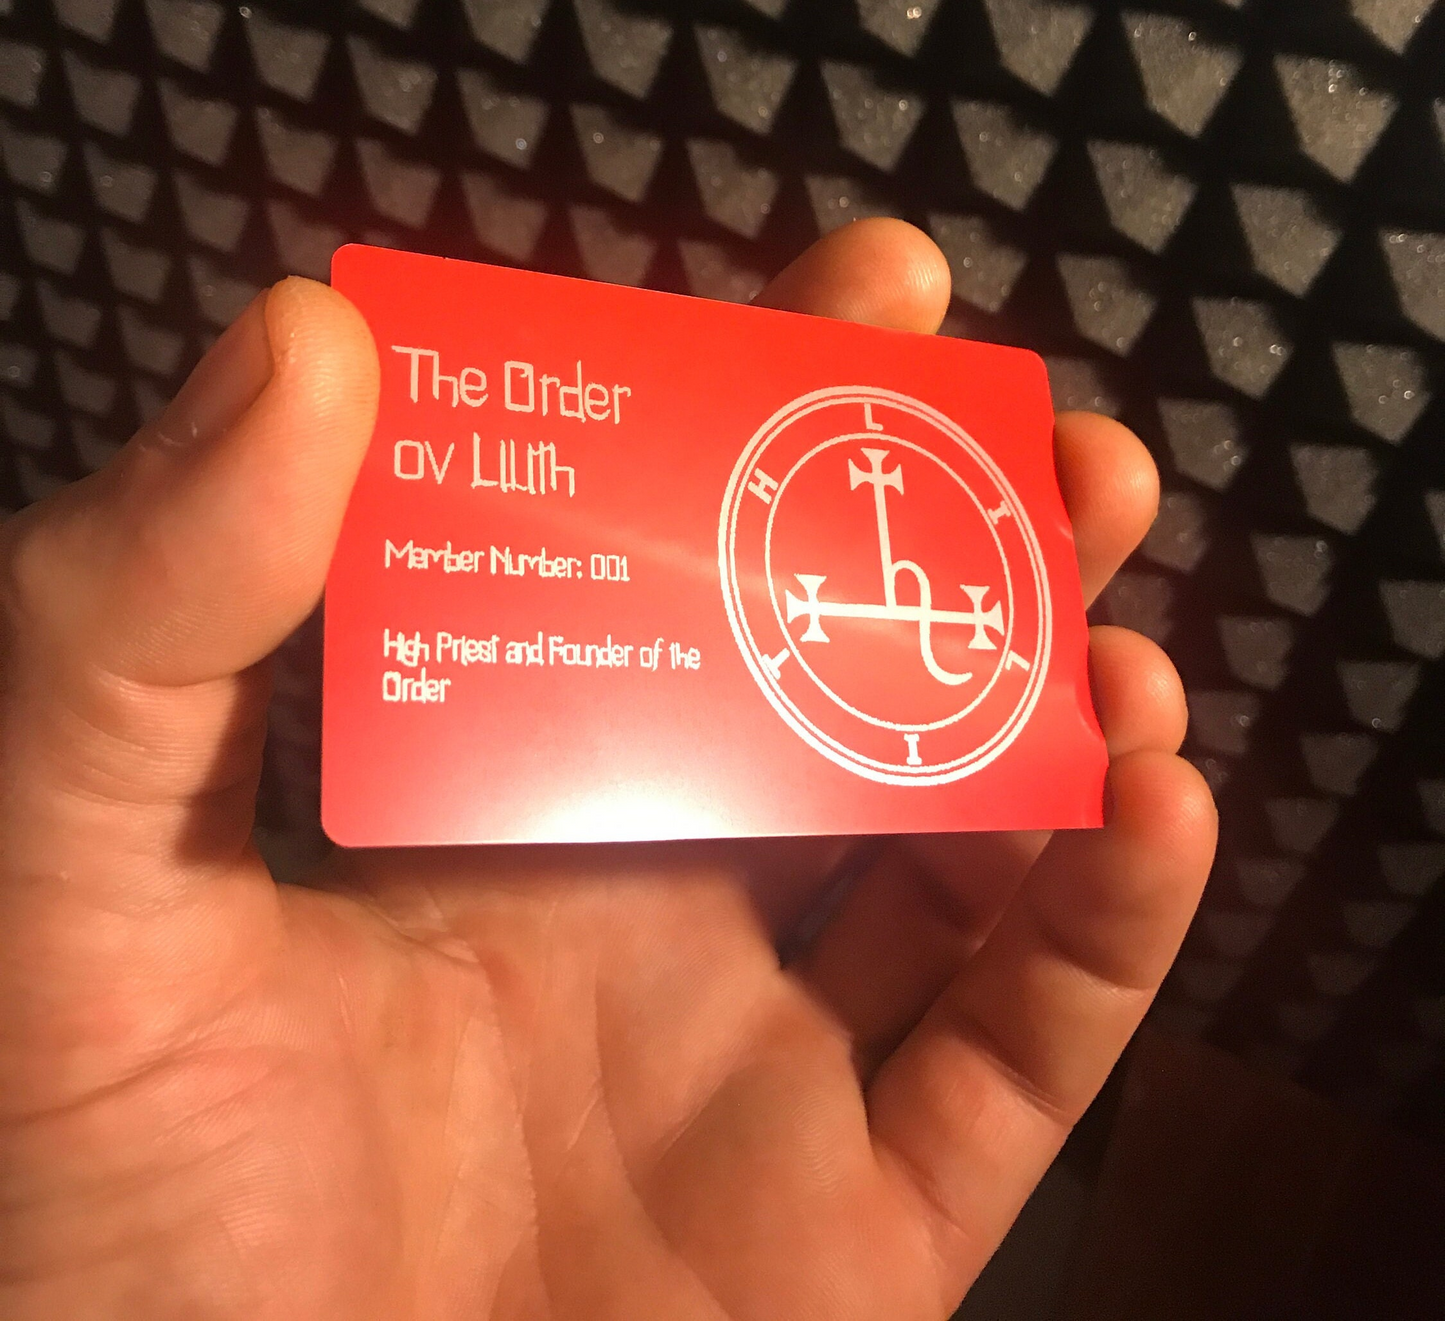 The Order
ov Lilith
Member Number: 001
High Priest and Founder of the
Order
L I L I T H